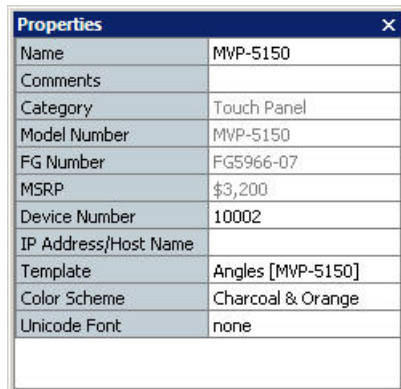 Properties
Name MVP-5150
Comments
Category Touch Panel
Model Number MVP-5150
FG Number FG5966-07
MSRP $3,200
Device Number 10002
IP Address/Host Name
Template Angles [MVP-5150]
Color Scheme Charcoal & Orange
Unicode Font none